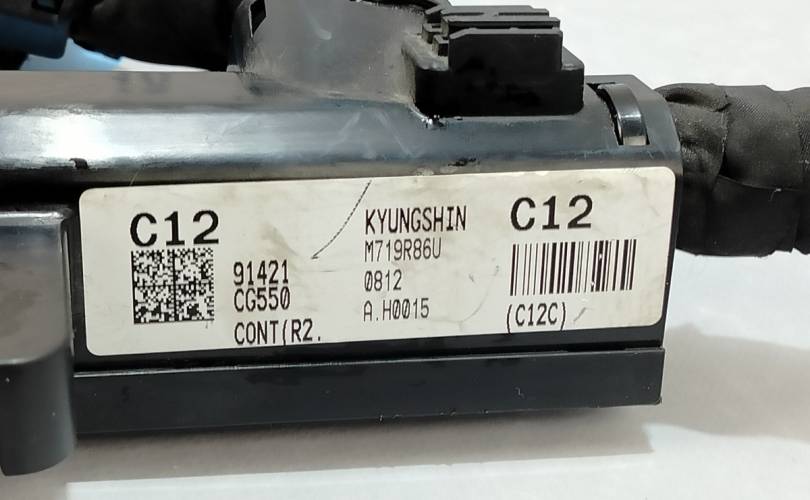 C12
91421
CG550
CONT(R2.
KYUNGSHIN
M719R86U
0812
A.H0015
C12
(C12C)